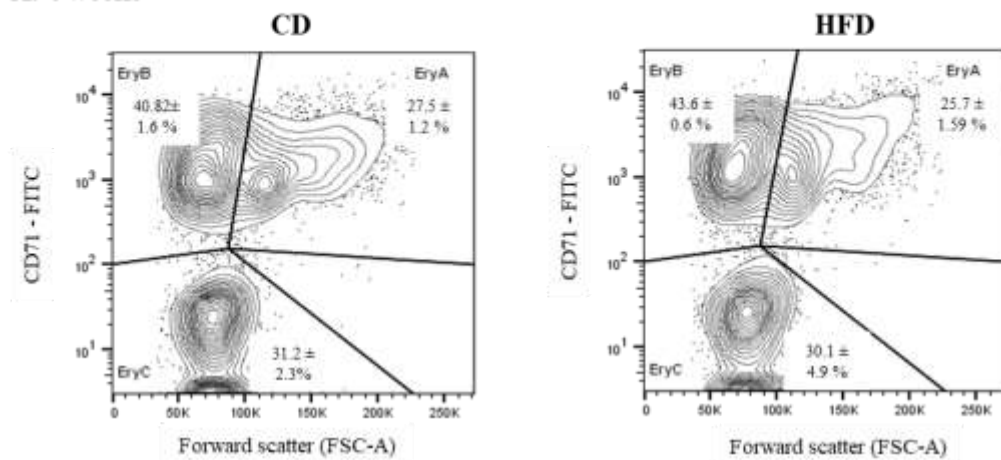 CD
HFD
EryB
EryA
40.82±
1.6 %
27.5 ±
1.2 %
10⁴
10³
10²
10¹
CD71 - FITC
31.2 ±
2.3%
EryC
0
50K
100K
150K
200K
250K
Forward scatter (FSC-A)
EryB
EryA
43.6 ±
0.6 %
25.7 ±
1.59 %
10⁴
10³
10²
10¹
CD71 - FITC
30.1 ±
4.9 %
EryC
0
50K
100K
150K
200K
250K
Forward scatter (FSC-A)